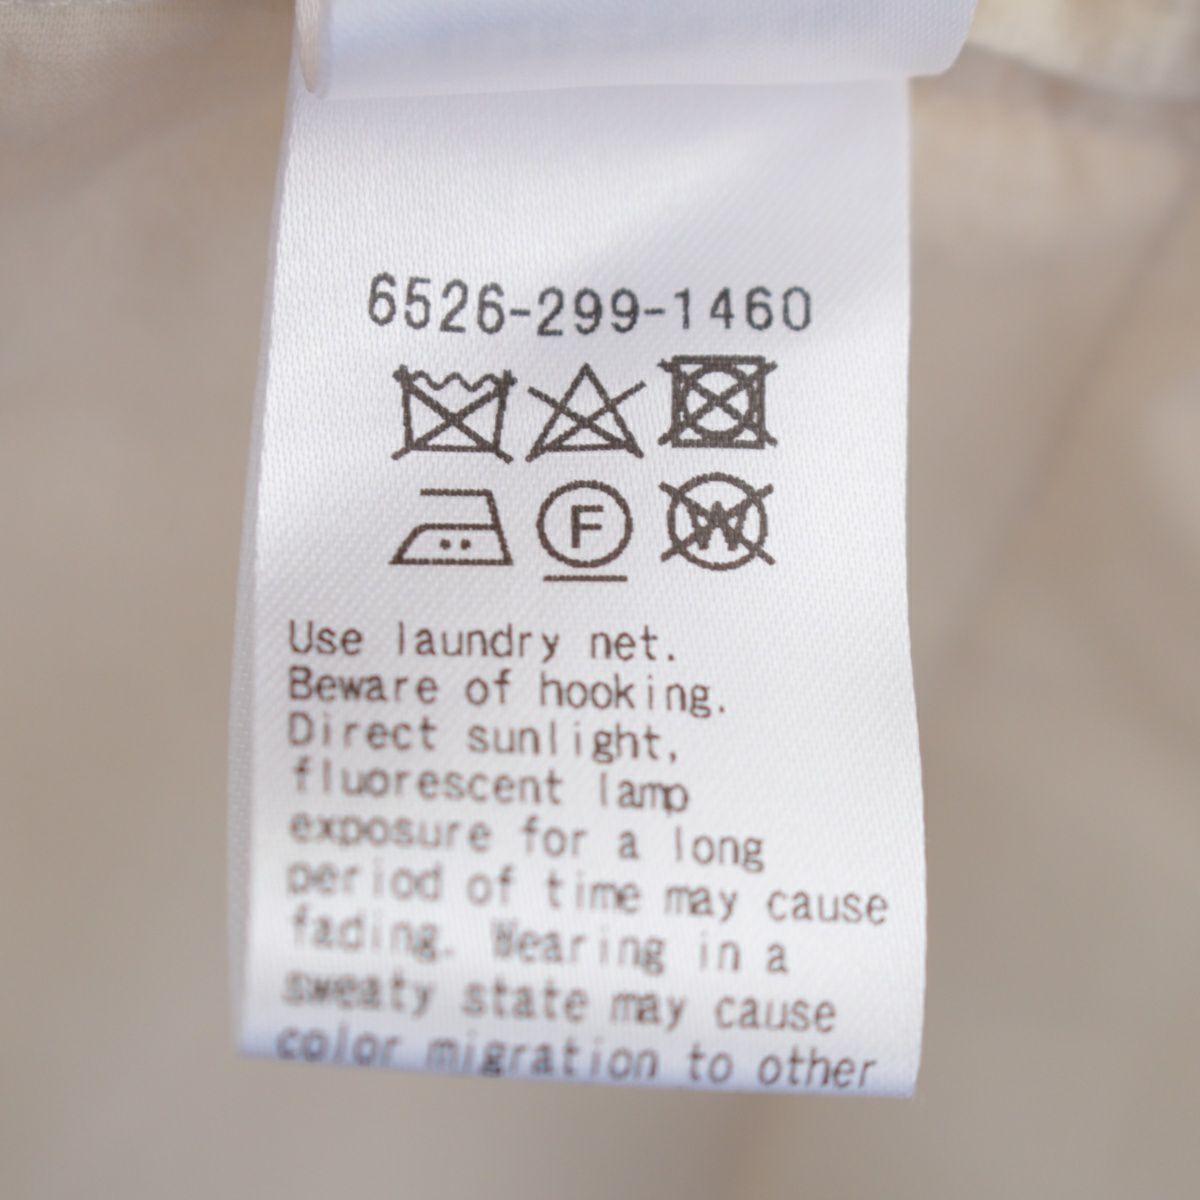 6526-299-1460
F
W
Use laundry net.
Beware of hooking.
Direct sunlight,
fluorescent lamp
exposure for a long
period of time may cause
fading. Wearing in a
sweaty state may cause
color migration to other